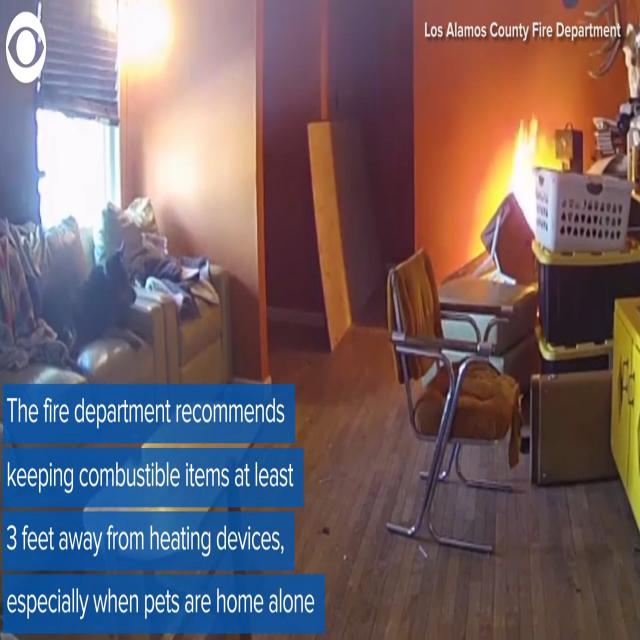 Los Alamos County Fire Department
The fire department recommends
keeping combustible items at least
3 feet away from heating devices,
especially when pets are home alone